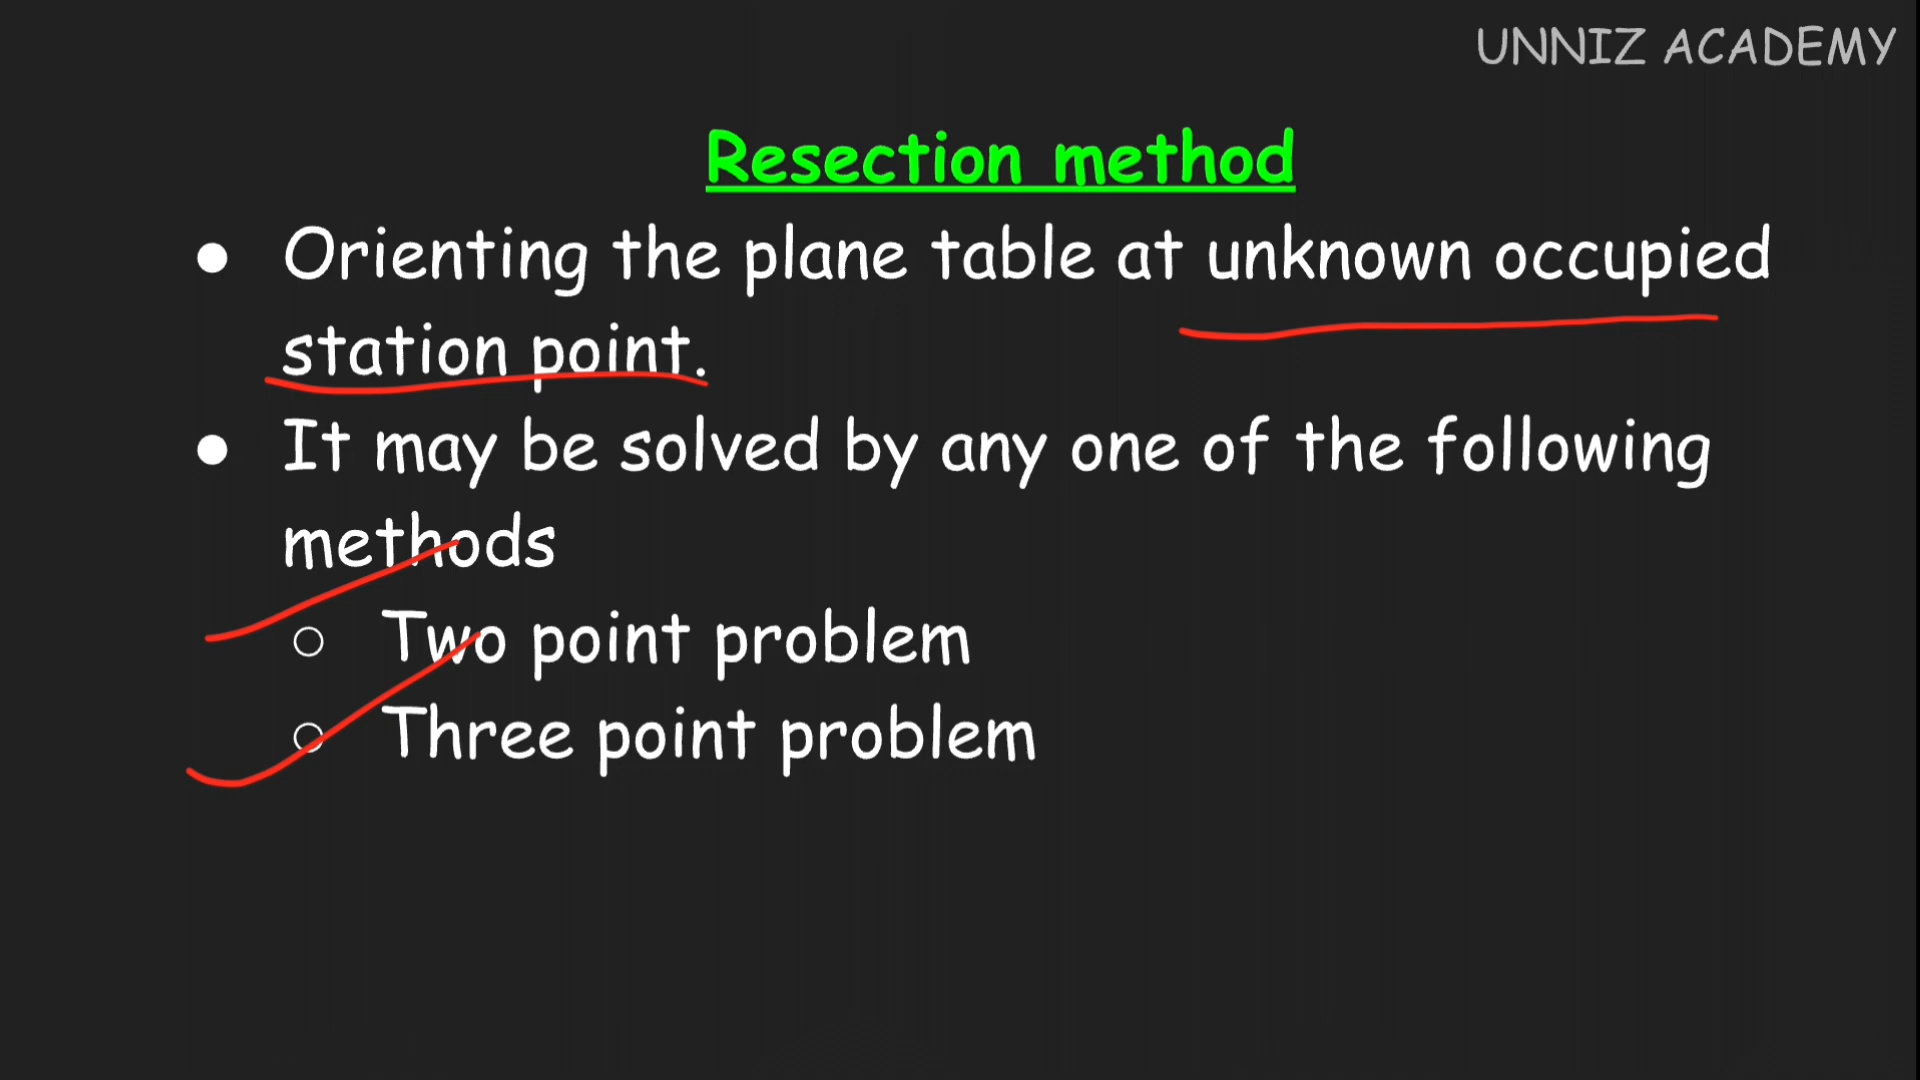 UNNIZ ACADEMY
Resection method
● Orienting the plane table at unknown occupied
station point.
● It may be solved by any one of the following
methods
○ Two point problem
○ Three point problem